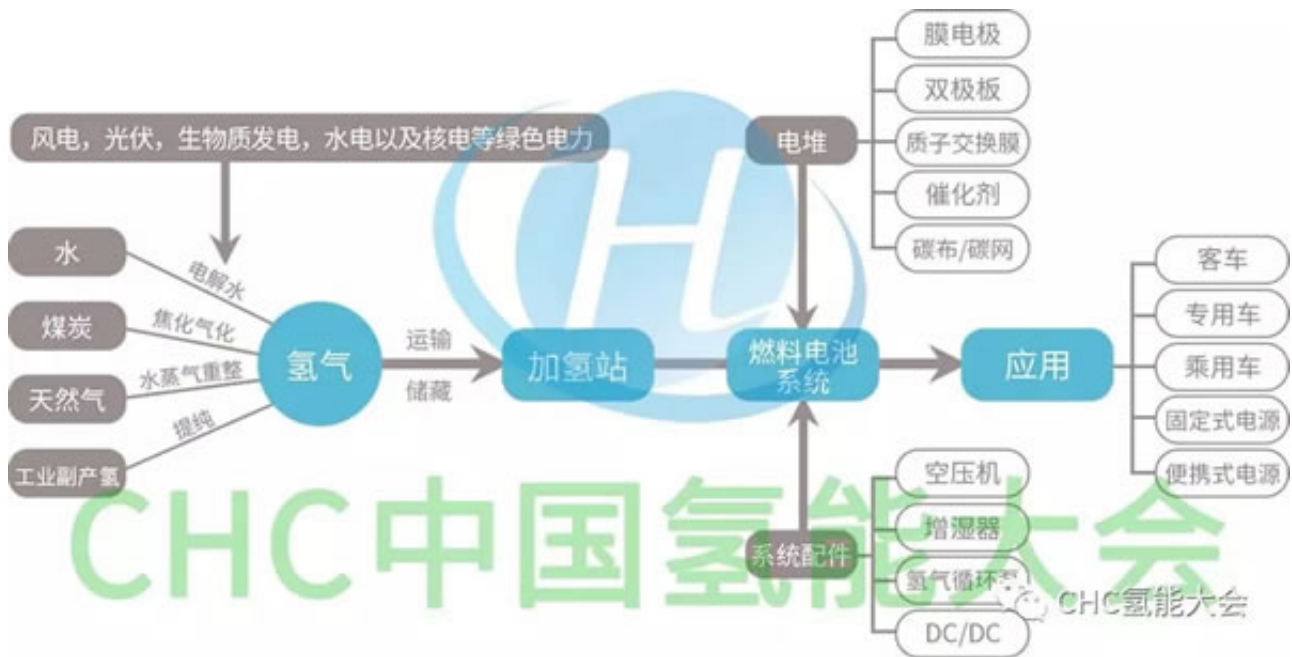 膜电极
双极板
风电，光伏，生物质发电，水电以及核电等绿色电力
电堆
质子交换膜
催化剂
碳布/碳网
水
电解水
客车
煤炭
焦化气化
专用车
氢气
运输
储藏
加氢站
燃料电池
系统
应用
乘用车
天然气
水蒸气重整
固定式电源
提纯
工业副产氢
便携式电源
空压机
增湿器
系统配件
氢气循环泵
DC/DC
CHC中国氢能大会
CHC氢能大会